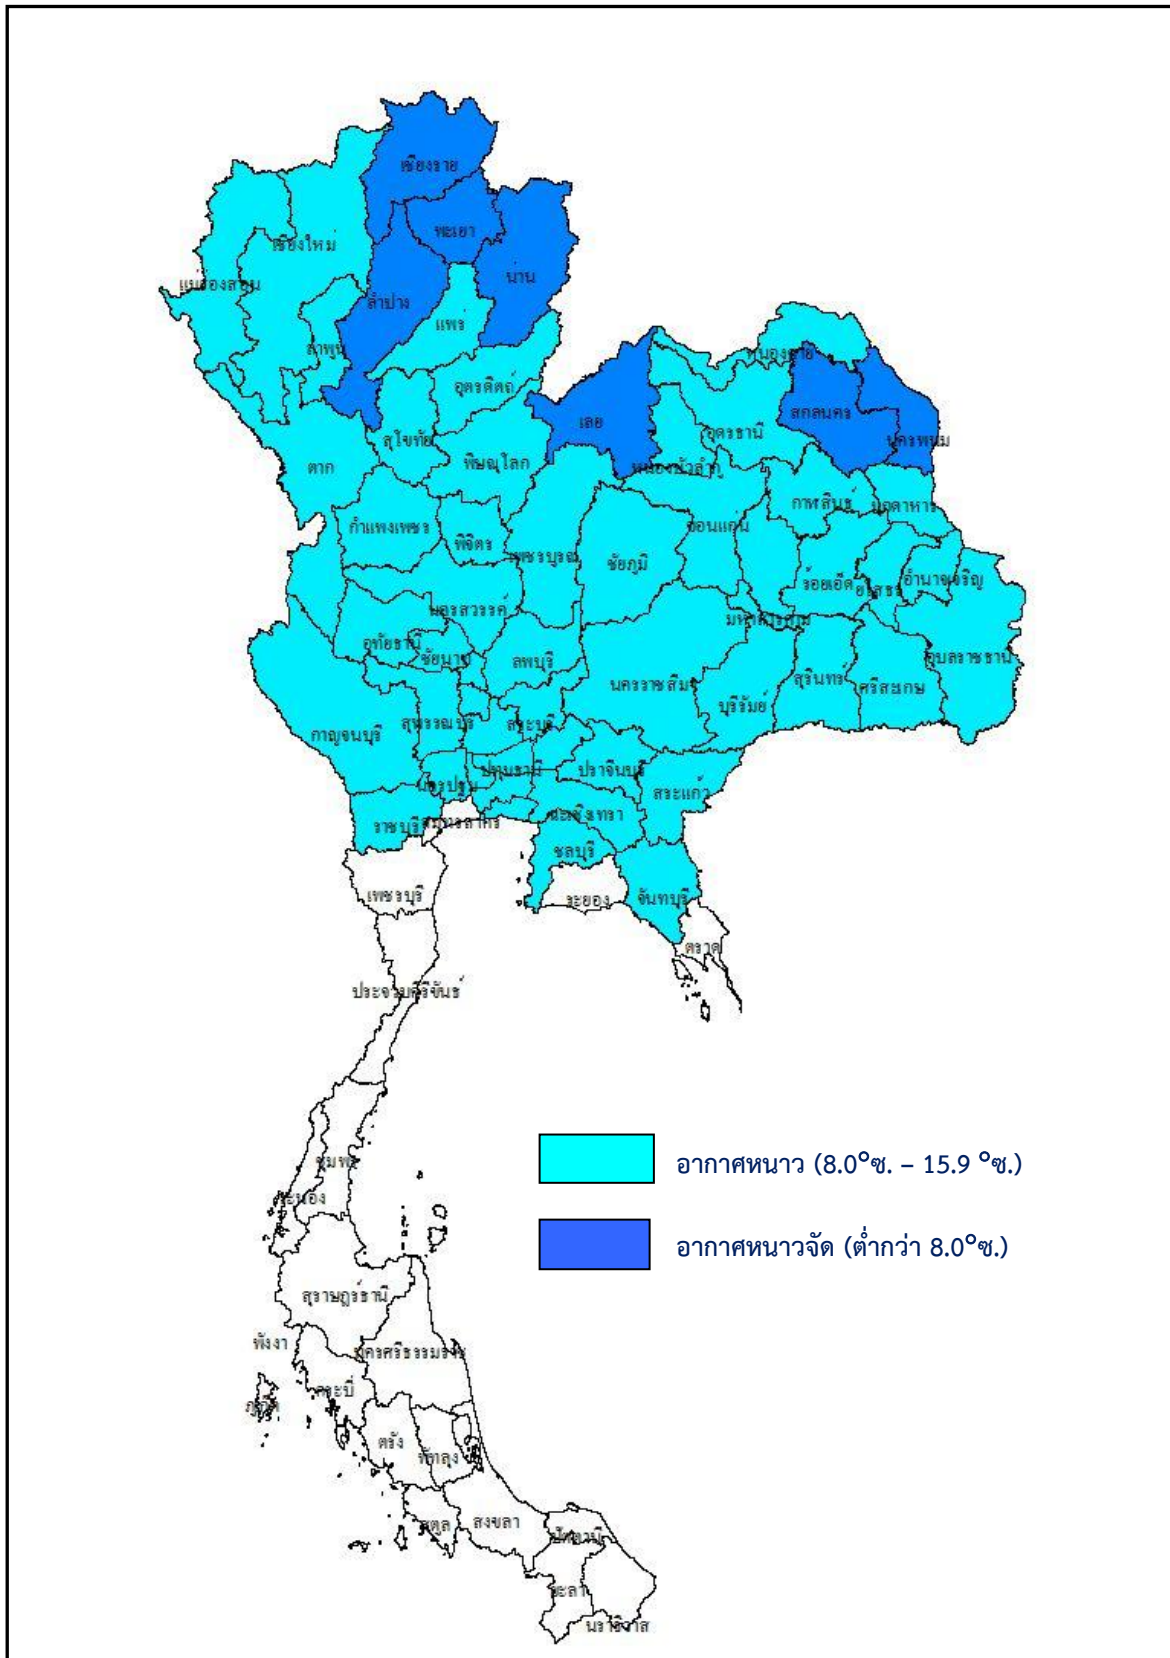 เชียงราย
พะเยา
เชียงใหม่
น่าน
แม่ฮ่องสอน
ลำปาง
แพร่
ลำพูน
หนองคาย
อุตรดิตถ์
สกลนคร
เลย
อุดรธานี
นครพนม
สุโขทัย
พิษณุโลก
หนองบัวลำภู
ตาก
กาฬสินธุ์
มุกดาหาร
กำแพงเพชร
ขอนแก่น
พิจิตร
เพชรบูรณ์
ชัยภูมิ
ร้อยเอ็ด
ยโสธร
อำนาจเจริญ
นครสวรรค์
มหาสารคาม
อุทัยธานี
ชัยนาท
ลพบุรี
อุบลราชธานี
นครราชสีมา
สุรินทร์
ศรีสะเกษ
บุรีรัมย์
สุพรรณบุรี
สระบุรี
กาญจนบุรี
ปทุมธานี
ปราจีนบุรี
นครปฐม
สระแก้ว
ราชบุรี
สมุทรสาคร
ฉะเชิงเทรา
ชลบุรี
เพชรบุรี
ระยอง
จันทบุรี
ตราด
ประจวบคีรีขันธ์
ชุมพร
อากาศหนาว (8.0°ซ. – 15.9 °ซ.)
ระนอง
อากาศหนาวจัด (ต่ำกว่า 8.0°ซ.)
สุราษฎร์ธานี
พังงา
นครศรีธรรมราช
กระบี่
ภูเก็ต
ตรัง
พัทลุง
สตูล
สงขลา
ปัตตานี
ยะลา
นราธิวาส